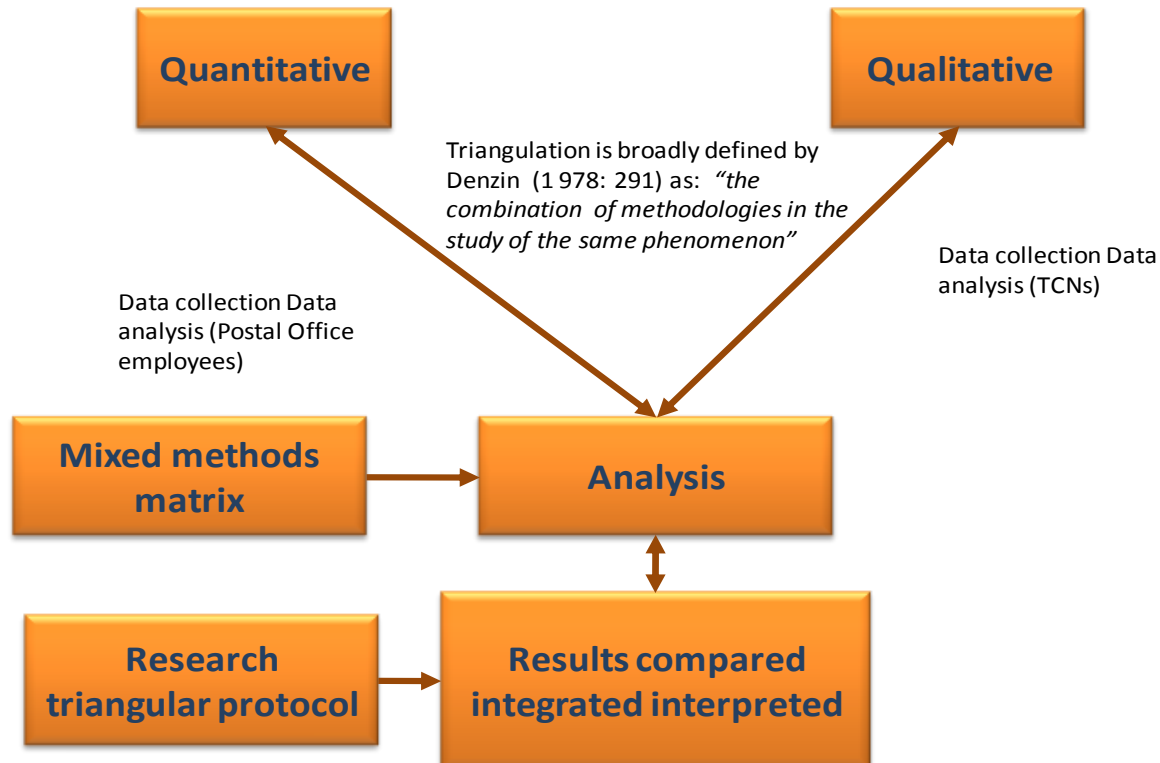 Quantitative
Qualitative
Triangulation is broadly defined by
Denzin (1 978: 291) as: “the
combination of methodologies in the
study of the same phenomenon”
Data collection Data
analysis (TCNs)
Data collection Data
analysis (Postal Office
employees)
Mixed methods
matrix
Analysis
Research
triangular protocol
Results compared
integrated interpreted